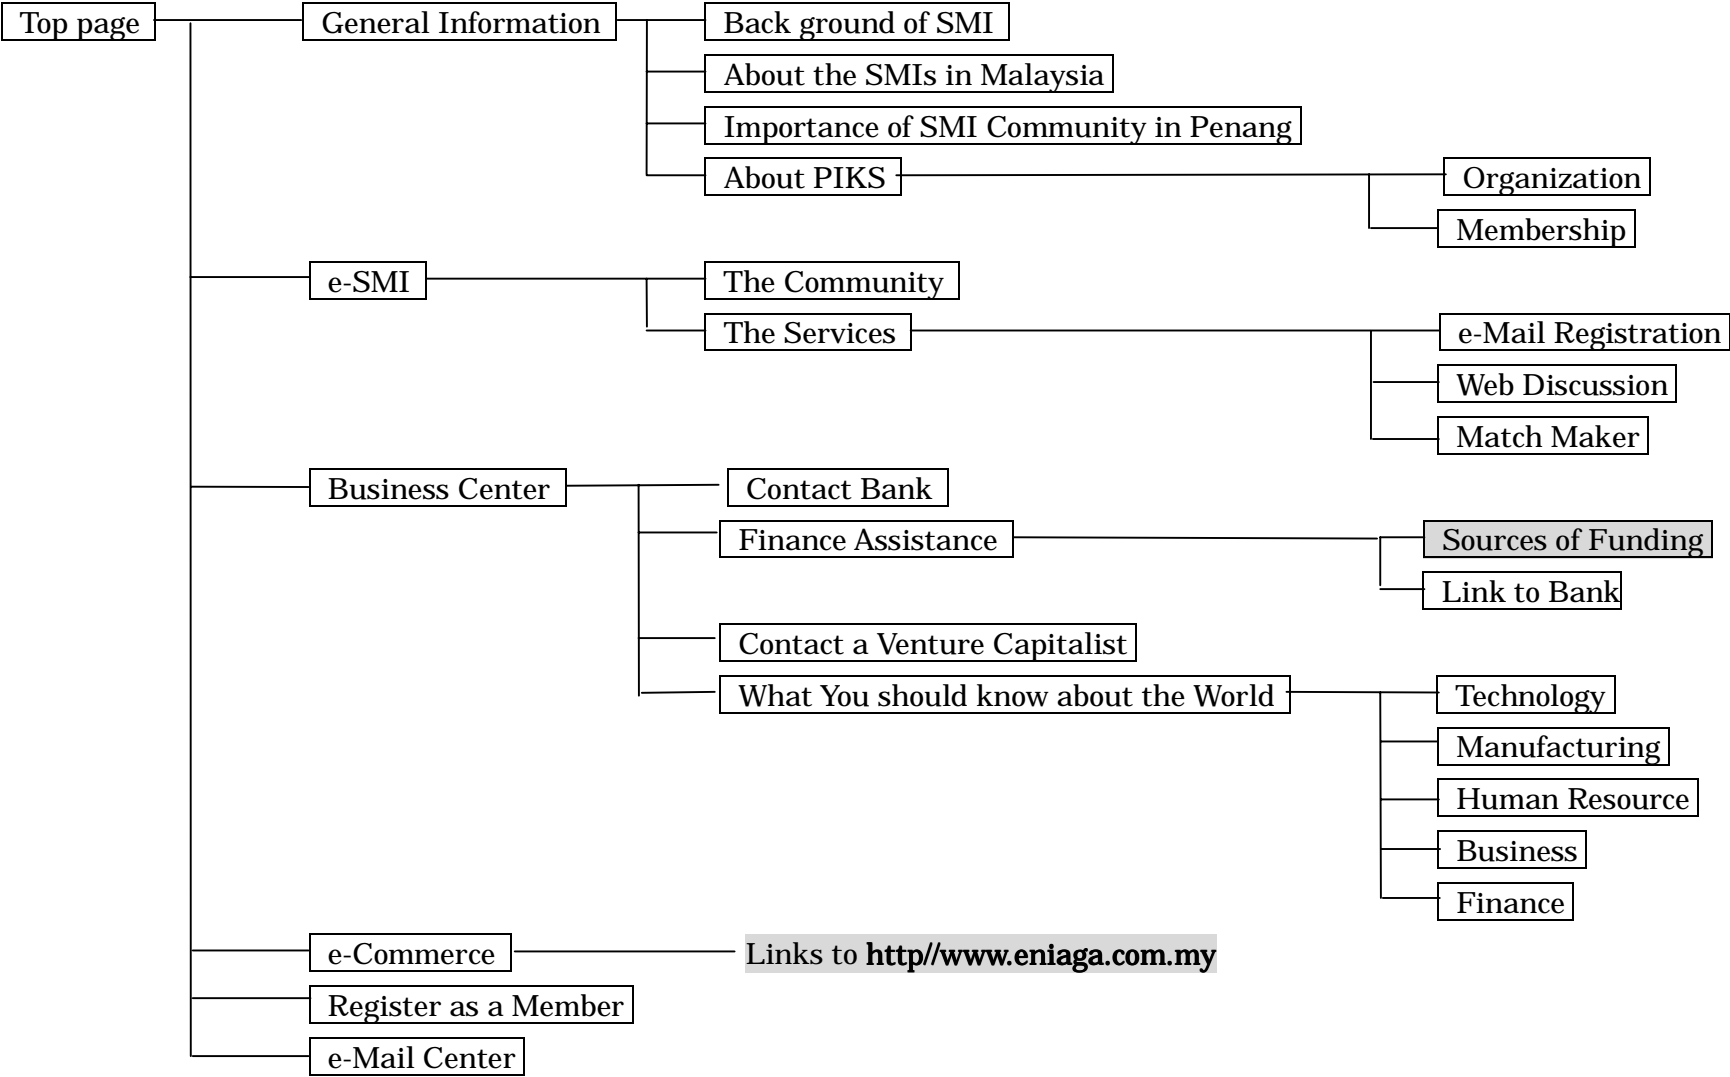 Top page
General Information
Back ground of SMI
About the SMIs in Malaysia
Importance of SMI Community in Penang
About PIKS
Organization
Membership
e-SMI
The Community
The Services
e-Mail Registration
Web Discussion
Match Maker
Business Center
Contact Bank
Finance Assistance
Sources of Funding
Link to Bank
Contact a Venture Capitalist
What You should know about the World
Technology
Manufacturing
Human Resource
Business
Finance
e-Commerce
Links to http//www.eniaga.com.my
Register as a Member
e-Mail Center